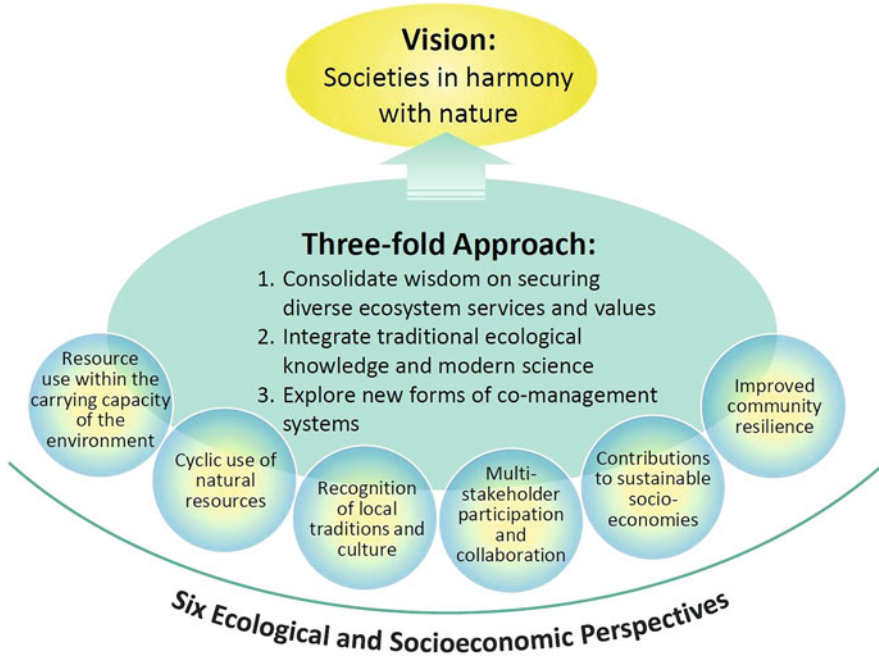 Vision:
Societies in harmony
with nature
Three-fold Approach:
1. Consolidate wisdom on securing
diverse ecosystem services and values
2. Integrate traditional ecological
knowledge and modern science
3. Explore new forms of co-management
systems
Resource
use within the
carrying capacity
of the
environment
Cyclic use of
natural
resources
Recognition
of local
traditions and
culture
Multi-
stakeholder
participation
and
collaboration
Contributions
to sustainable
socio-
economies
Improved
community
resilience
Six Ecological and Socioeconomic Perspectives